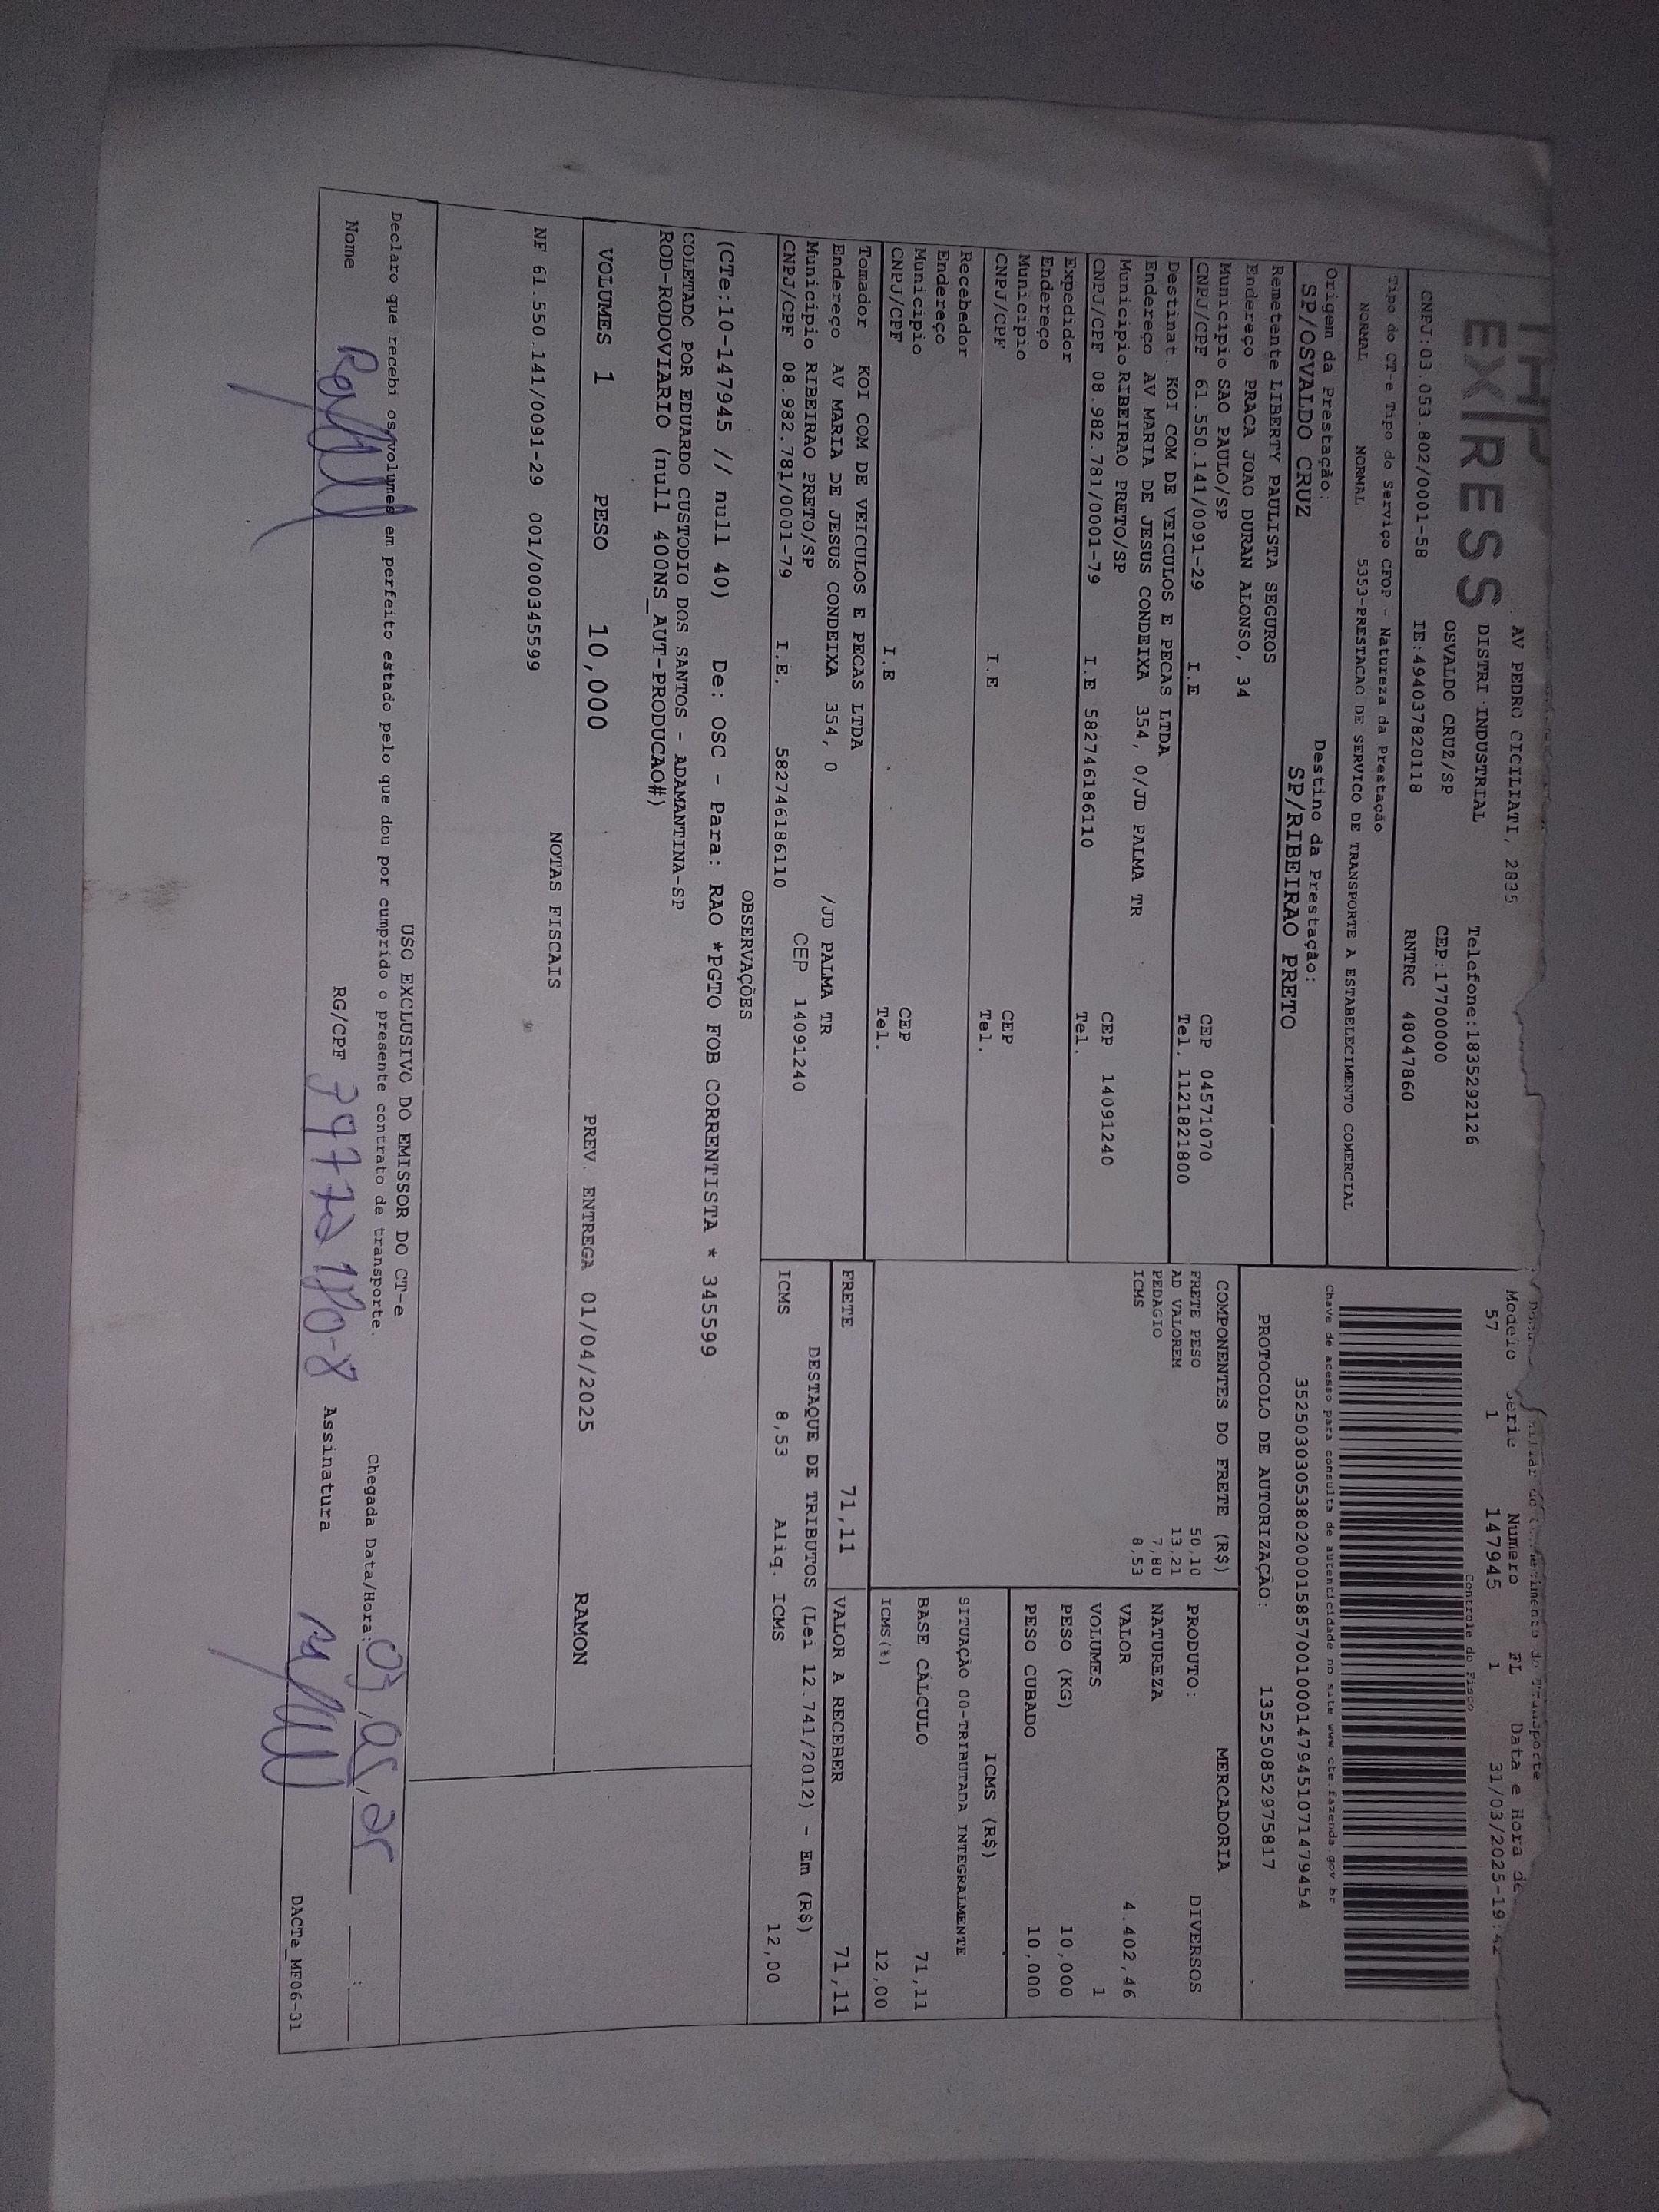 EXPRESS
AV PEDRO CICILIATI, 2835
DISTRI INDUSTRIAL Telefone:1835292126
OSVALDO CRUZ/SP CEP:17700000
CNPJ:03.053.802/0001-58 IE:494037820118 RNTRC 48047860
Modelo Serie Numero FL Data e Hora de
57 1 147945 1 31/03/2025-19:42
Controle do Fisco
Tipo do CT-e Tipo do Serviço CFOP - Natureza da Prestação
NORMAL NORMAL 5353-PRESTACAO DE SERVICO DE TRANSPORTE A ESTABELECIMENTO COMERCIAL
Chave de acesso para consulta de autenticidade no site www.cte.fazenda.gov.br
35250303053802000158570010001479451071479454
Origem da Prestação: Destino da Prestação:
SP/OSVALDO CRUZ SP/RIBEIRAO PRETO
PROTOCOLO DE AUTORIZAÇÃO: 135250852975817
Remetente LIBERTY PAULISTA SEGUROS
Endereço PRACA JOAO DURAN ALONSO, 34
Municipio SAO PAULO/SP CEP 04571070
CNPJ/CPF 61.550.141/0091-29 I.E Tel. 1121821800
Destinat. KOI COM DE VEICULOS E PECAS LTDA
Endereço AV MARIA DE JESUS CONDEIXA 354, 0/JD PALMA TR
Municipio RIBEIRAO PRETO/SP CEP 14091240
CNPJ/CPF 08.982.781/0001-79 I.E 582746186110 Tel.
Expedidor
Endereço
Municipio CEP
CNPJ/CPF I.E Tel.
Recebedor
Endereço
Municipio CEP
CNPJ/CPF I.E Tel.
Tomador KOI COM DE VEICULOS E PECAS LTDA
Endereço AV MARIA DE JESUS CONDEIXA 354, 0 /JD PALMA TR
Municipio RIBEIRAO PRETO/SP CEP 14091240
CNPJ/CPF 08.982.781/0001-79 I.E. 582746186110
COMPONENTES DO FRETE (R$)
FRETE PESO 50,10
AD VALOREM 13,21
PEDAGIO 7,80
ICMS 8,53
MERCADORIA
PRODUTO: DIVERSOS
NATUREZA
VALOR 4.402,46
VOLUMES 1
PESO (KG) 10,000
PESO CUBADO 10,000
ICMS (R$)
SITUAÇÃO 00-TRIBUTADA INTEGRALMENTE
BASE CÁLCULO 71,11
ICMS(%) 12,00
FRETE 71,11 VALOR A RECEBER 71,11
DESTAQUE DE TRIBUTOS (Lei 12.741/2012) - Em (R$)
ICMS 8,53 Aliq. ICMS 12,00
OBSERVAÇÕES
(CTe:10-147945 // null 40) De: OSC - Para: RAO *PGTO FOB CORRENTISTA * 345599
COLETADO POR EDUARDO CUSTODIO DOS SANTOS - ADAMANTINA-SP
ROD-RODOVIARIO (null 400NS_AUT-PRODUCAO#)
VOLUMES 1 PESO 10,000 PREV. ENTREGA 01/04/2025 RAMON
NOTAS FISCAIS
NF 61.550.141/0091-29 001/000345599
USO EXCLUSIVO DO EMISSOR DO CT-e
Declaro que recebi os volumes em perfeito estado pelo que dou por cumprido o presente contrato de transporte. Chegada Data/Hora:
Nome RG/CPF Assinatura
DACTe_MF06-31